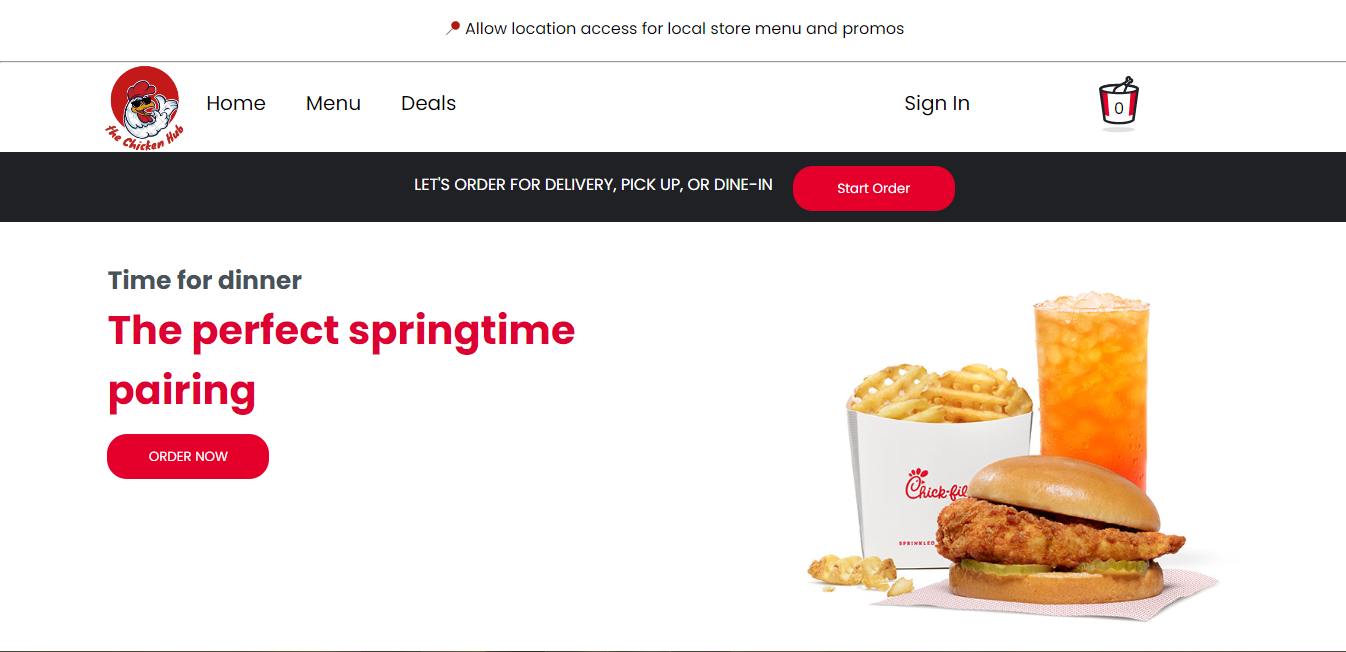 Allow location access for local store menu and promos
the Chicken Hub
Home
Menu
Deals
Sign In
0
LET'S ORDER FOR DELIVERY, PICK UP, OR DINE-IN
Start Order
Time for dinner
The perfect springtime
pairing
ORDER NOW
Chick-fil
SPRINKLED